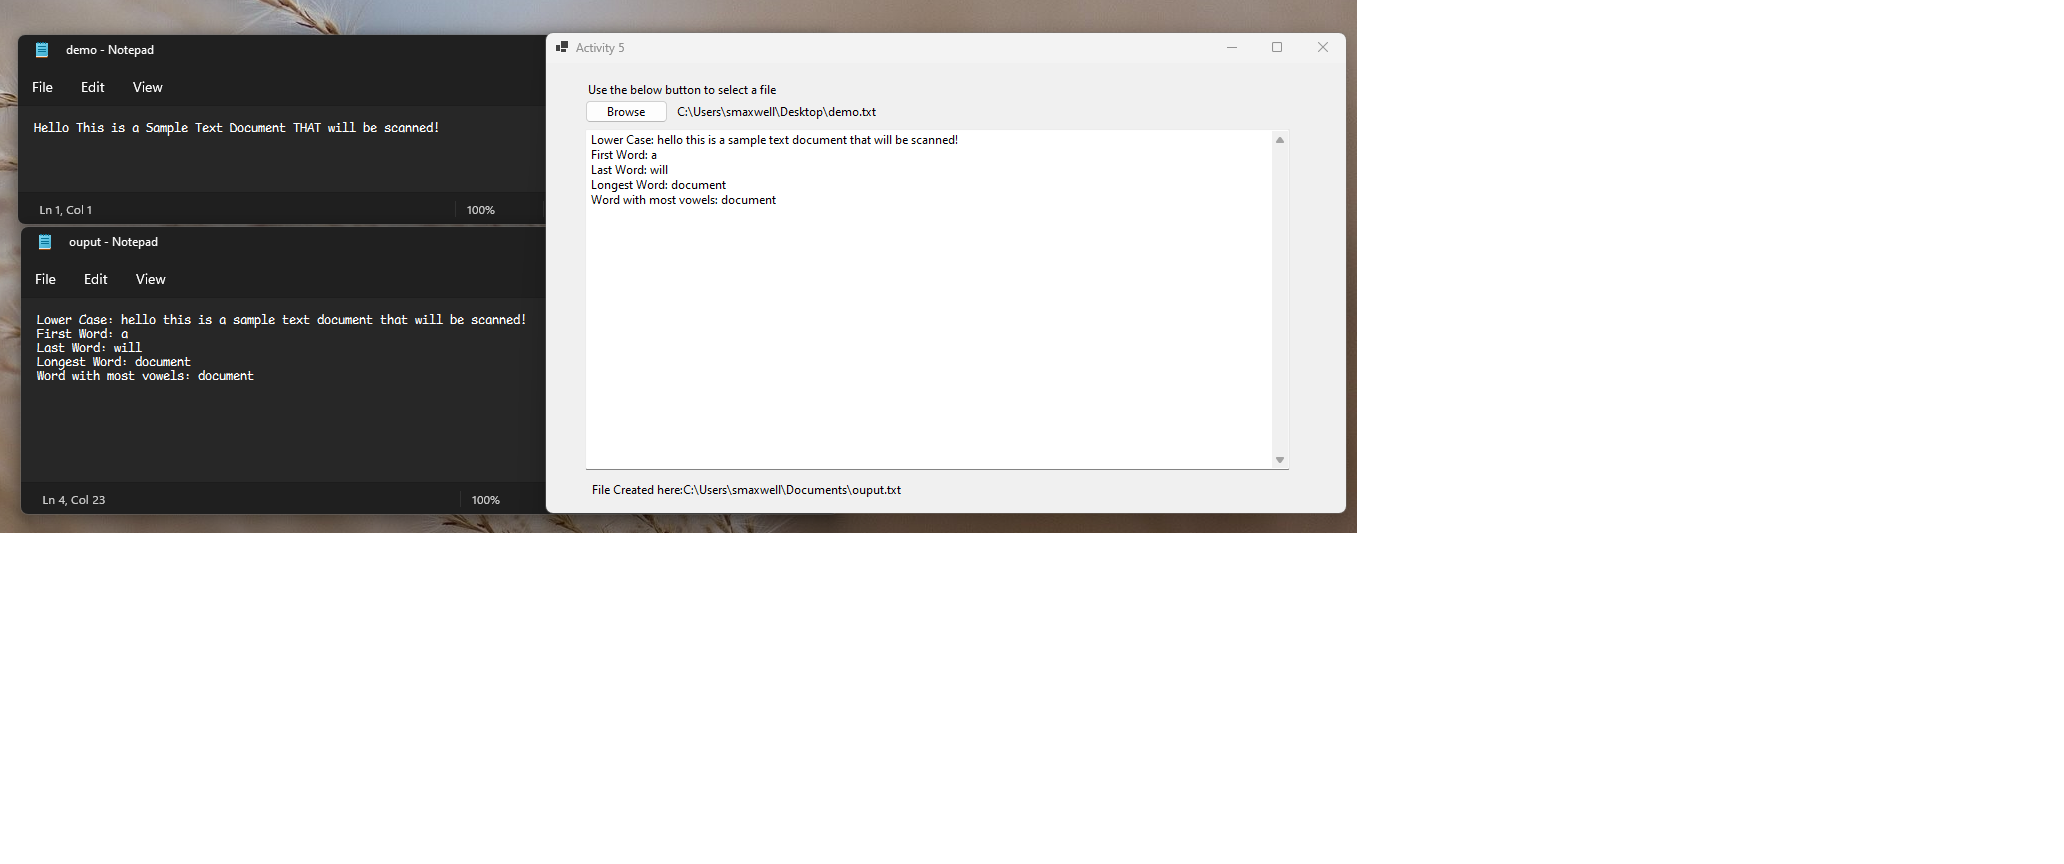 demo - Notepad
File Edit View
Hello This is a Sample Text Document THAT will be scanned!
Ln 1, Col 1 100%
ouput - Notepad
File Edit View
Lower Case: hello this is a sample text document that will be scanned!
First Word: a
Last Word: will
Longest Word: document
Word with most vowels: document
Ln 4, Col 23 100%
Activity 5
Use the below button to select a file
Browse C:\Users\smaxwell\Desktop\demo.txt
Lower Case: hello this is a sample text document that will be scanned!
First Word: a
Last Word: will
Longest Word: document
Word with most vowels: document
File Created here:C:\Users\smaxwell\Documents\ouput.txt